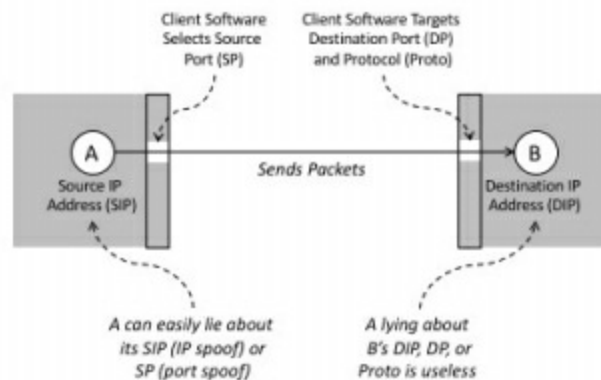 Client Software
Selects Source
Port (SP)
Client Software Targets
Destination Port (DP)
and Protocol (Proto)
A
B
Sends Packets
Source IP
Address (SIP)
Destination IP
Address (DIP)
A can easily lie about
its SIP (IP spoof) or
SP (port spoof)
A lying about
B's DIP, DP, or
Proto is useless